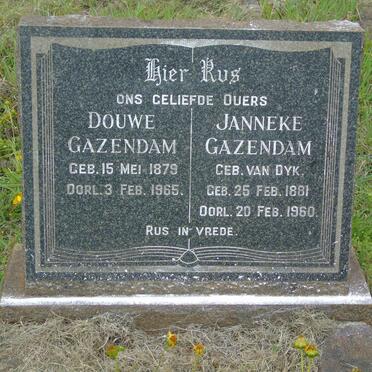 Hier Rus
ONS GELIEFDE OUERS
DOUWE
GAZENDAM
GEB. 15 MEI 1879
OORL. 3 FEB. 1965.
JANNEKE
GAZENDAM
GEB. VAN DYK.
GEB. 25 FEB. 1881
OORL. 20 FEB. 1960.
RUS IN VREDE.